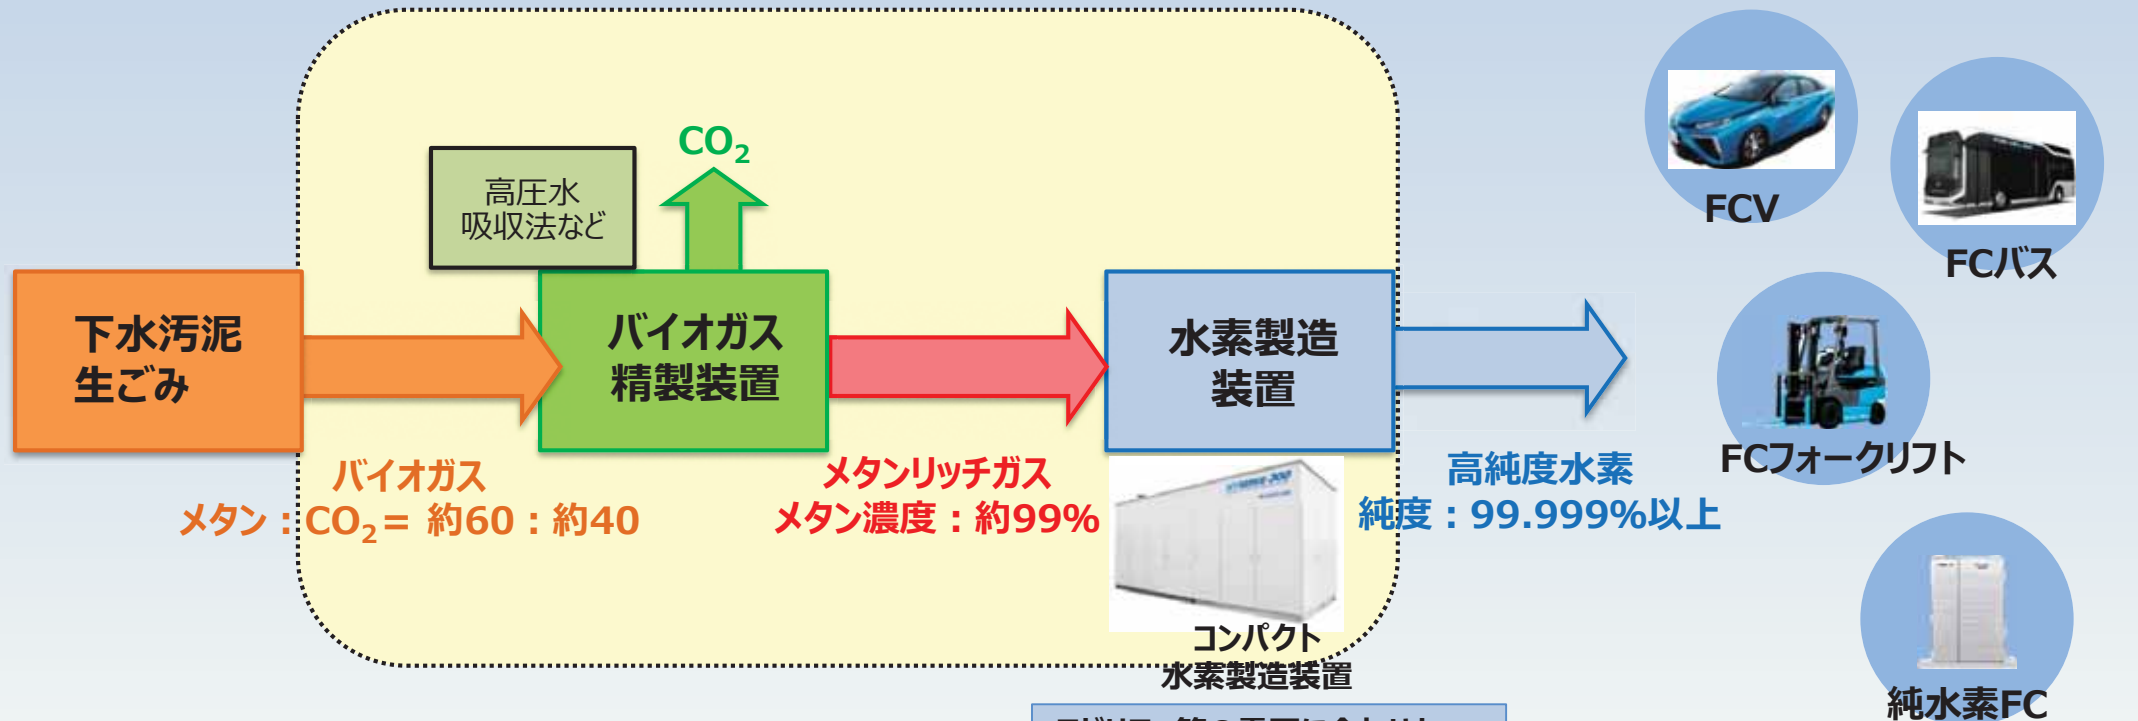 CO₂
高圧水
吸収法など
下水汚泥
生ごみ
バイオガス
精製装置
水素製造
装置
バイオガス
メタン：CO₂＝ 約60：約40
メタンリッチガス
メタン濃度：約99%
高純度水素
純度：99.999%以上
コンパクト
水素製造装置
FCV
FCバス
FCフォークリフト
純水素FC